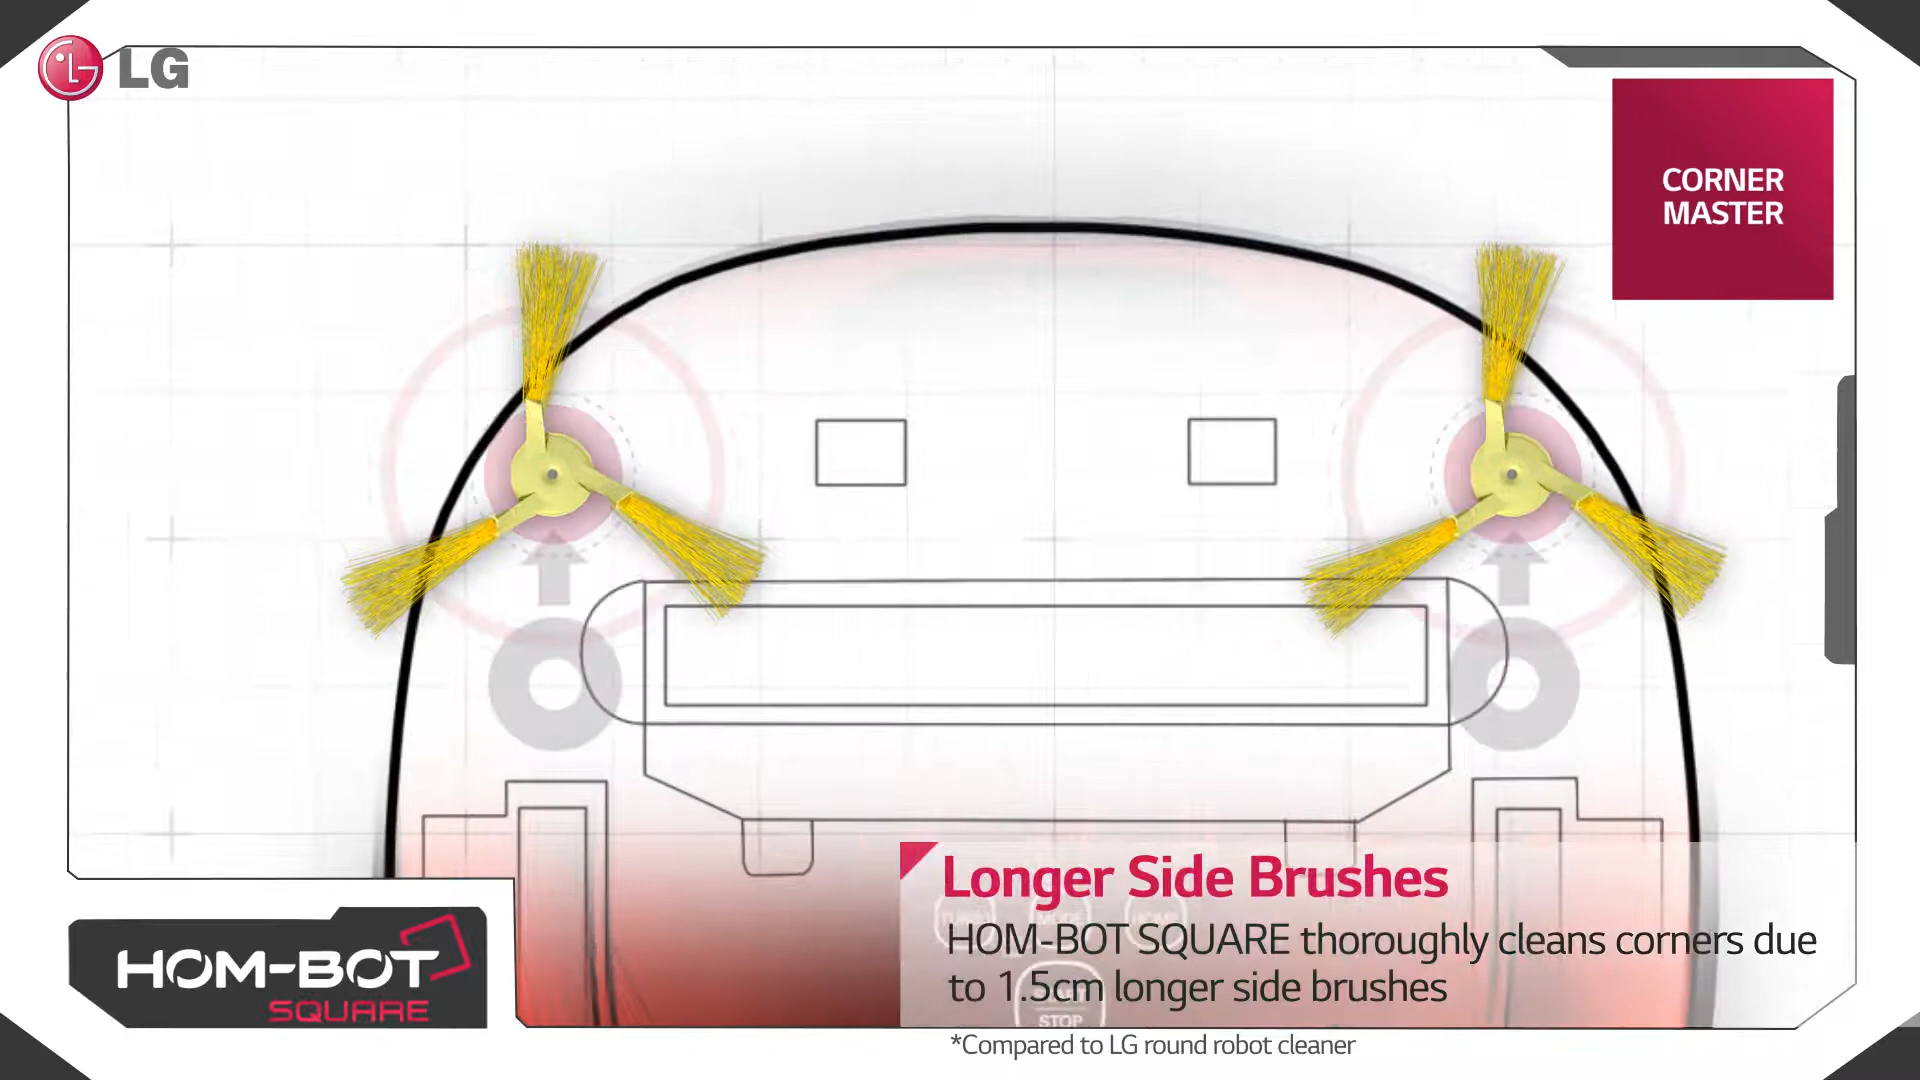 LG
CORNER
MASTER
Longer Side Brushes
HOM-BOT SQUARE thoroughly cleans corners due
to 1.5cm longer side brushes
STOP
HOM-BOT
SQUARE
*Compared to LG round robot cleaner